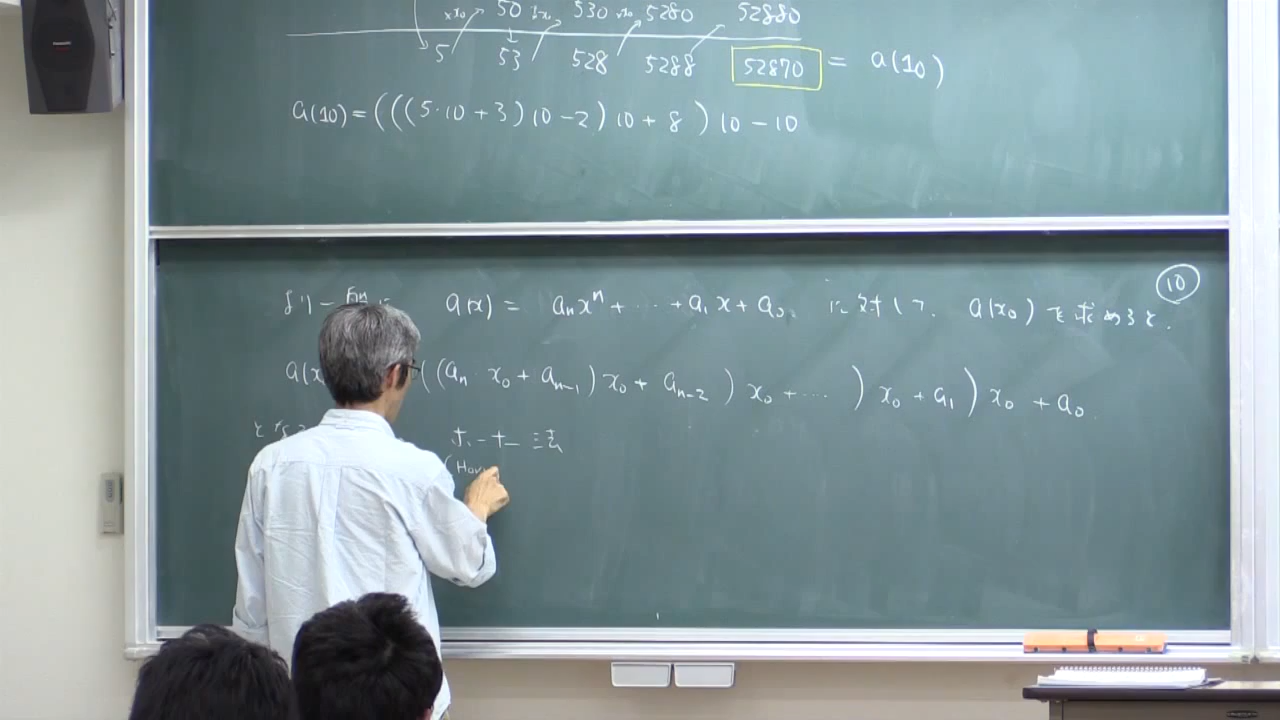 ×x₀ 50 530 5280 52880
5 53 528 5288 52870 = a(10)
a(10) = (((5·10+3)10-2)10+8)10-10
10
a(x) = aₙxⁿ+⋯+a₁x+a₀ に対して、a(x₀)を求めると、
((aₙ·x₀+aₙ₋₁)x₀+aₙ₋₂)x₀+⋯)x₀+a₁)x₀+a₀
ホーナー法
Panasonic